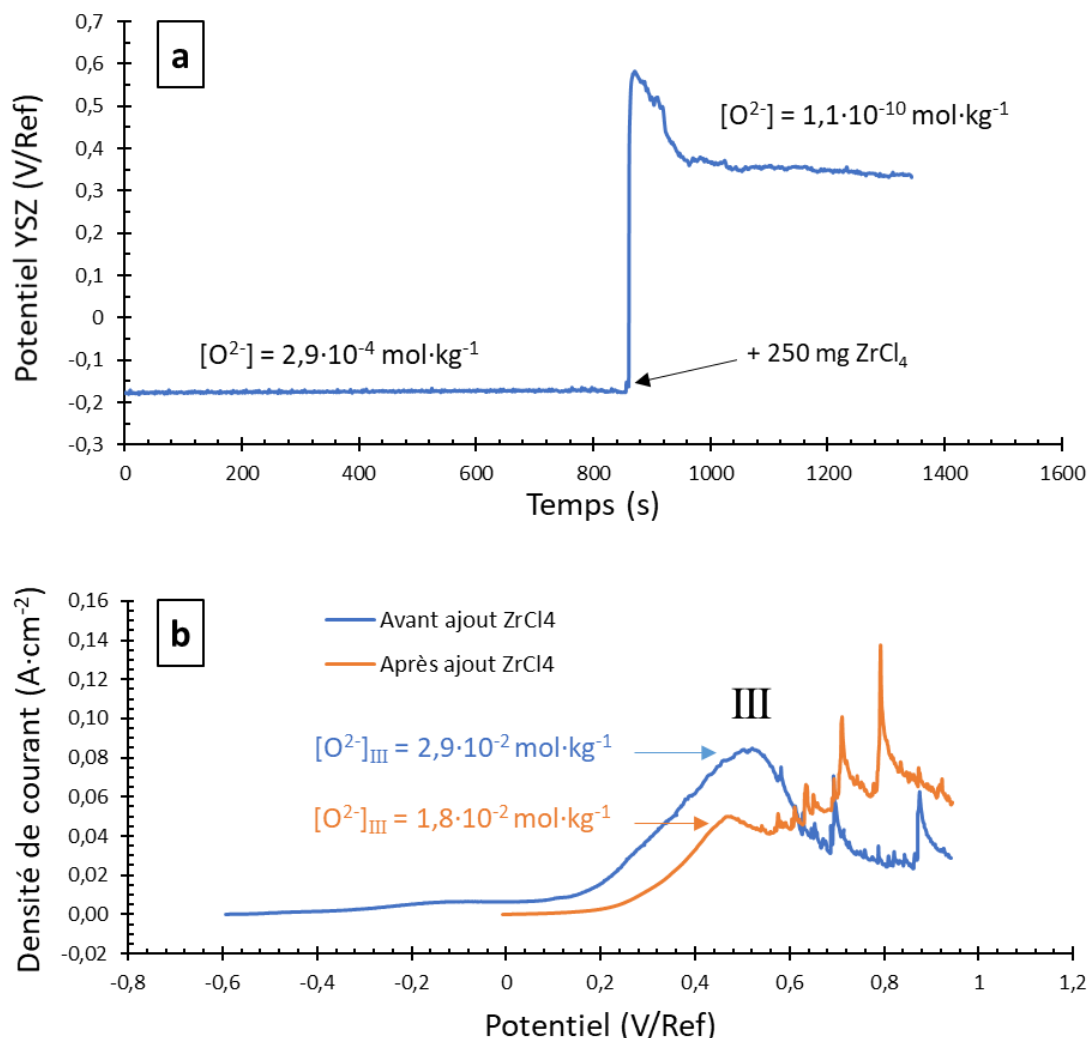 a
Potentiel YSZ (V/Ref)
0,7
0,6
0,5
0,4
0,3
0,2
0,1
0
-0,1
-0,2
-0,3
[O²⁻] = 1,1·10⁻¹⁰ mol·kg⁻¹
[O²⁻] = 2,9·10⁻⁴ mol·kg⁻¹
+ 250 mg ZrCl₄
0 200 400 600 800 1000 1200 1400 1600
Temps (s)
b
Densité de courant (A·cm⁻²)
0,16
0,14
0,12
0,10
0,08
0,06
0,04
0,02
0,00
-0,02
Avant ajout ZrCl4
Après ajout ZrCl4
III
[O²⁻]III = 2,9·10⁻² mol·kg⁻¹
[O²⁻]III = 1,8·10⁻² mol·kg⁻¹
-0,8 -0,6 -0,4 -0,2 0 0,2 0,4 0,6 0,8 1 1,2
Potentiel (V/Ref)